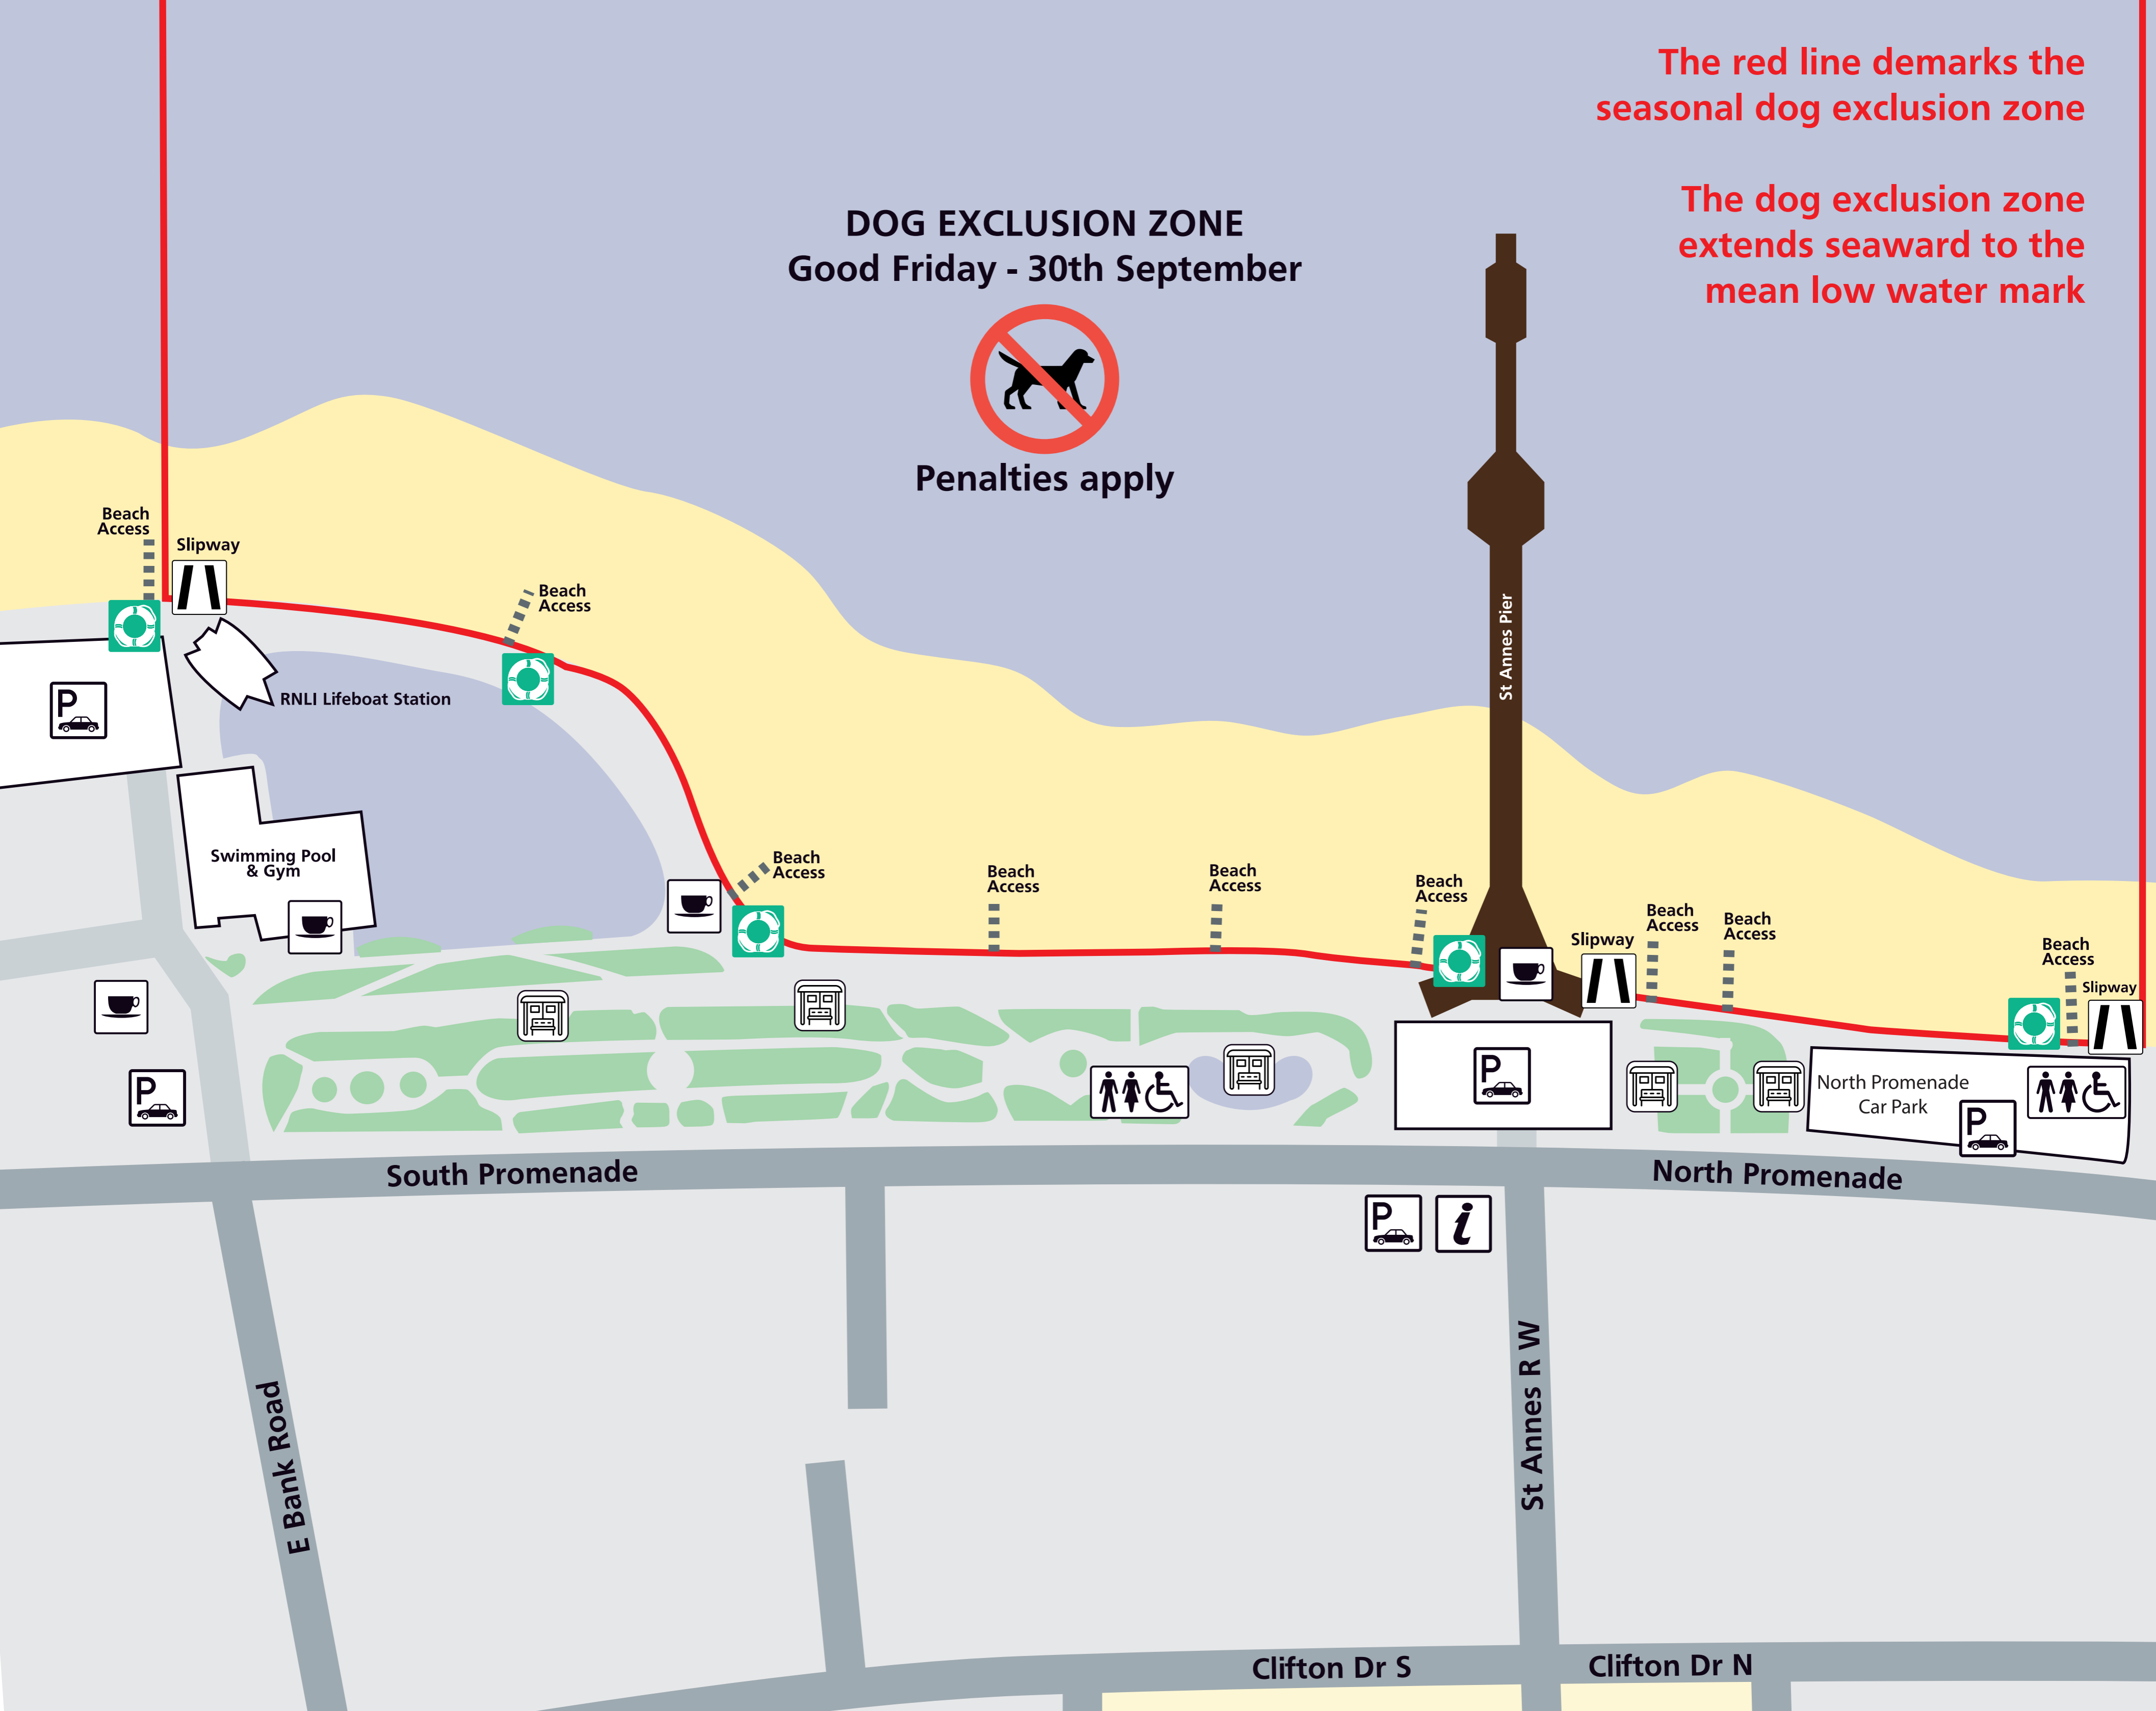 The red line demarks the
seasonal dog exclusion zone
The dog exclusion zone
extends seaward to the
mean low water mark
DOG EXCLUSION ZONE
Good Friday - 30th September
Penalties apply
Beach
Access
Slipway
Beach
Access
St Annes Pier
RNLI Lifeboat Station
P
Swimming Pool
& Gym
Beach
Access
Beach
Access
Beach
Access
Beach
Access
Slipway
Beach
Access
Beach
Access
Beach
Access
Slipway
P
P
North Promenade
Car Park
P
South Promenade
North Promenade
P
i
E Bank Road
St Annes R W
Clifton Dr S
Clifton Dr N